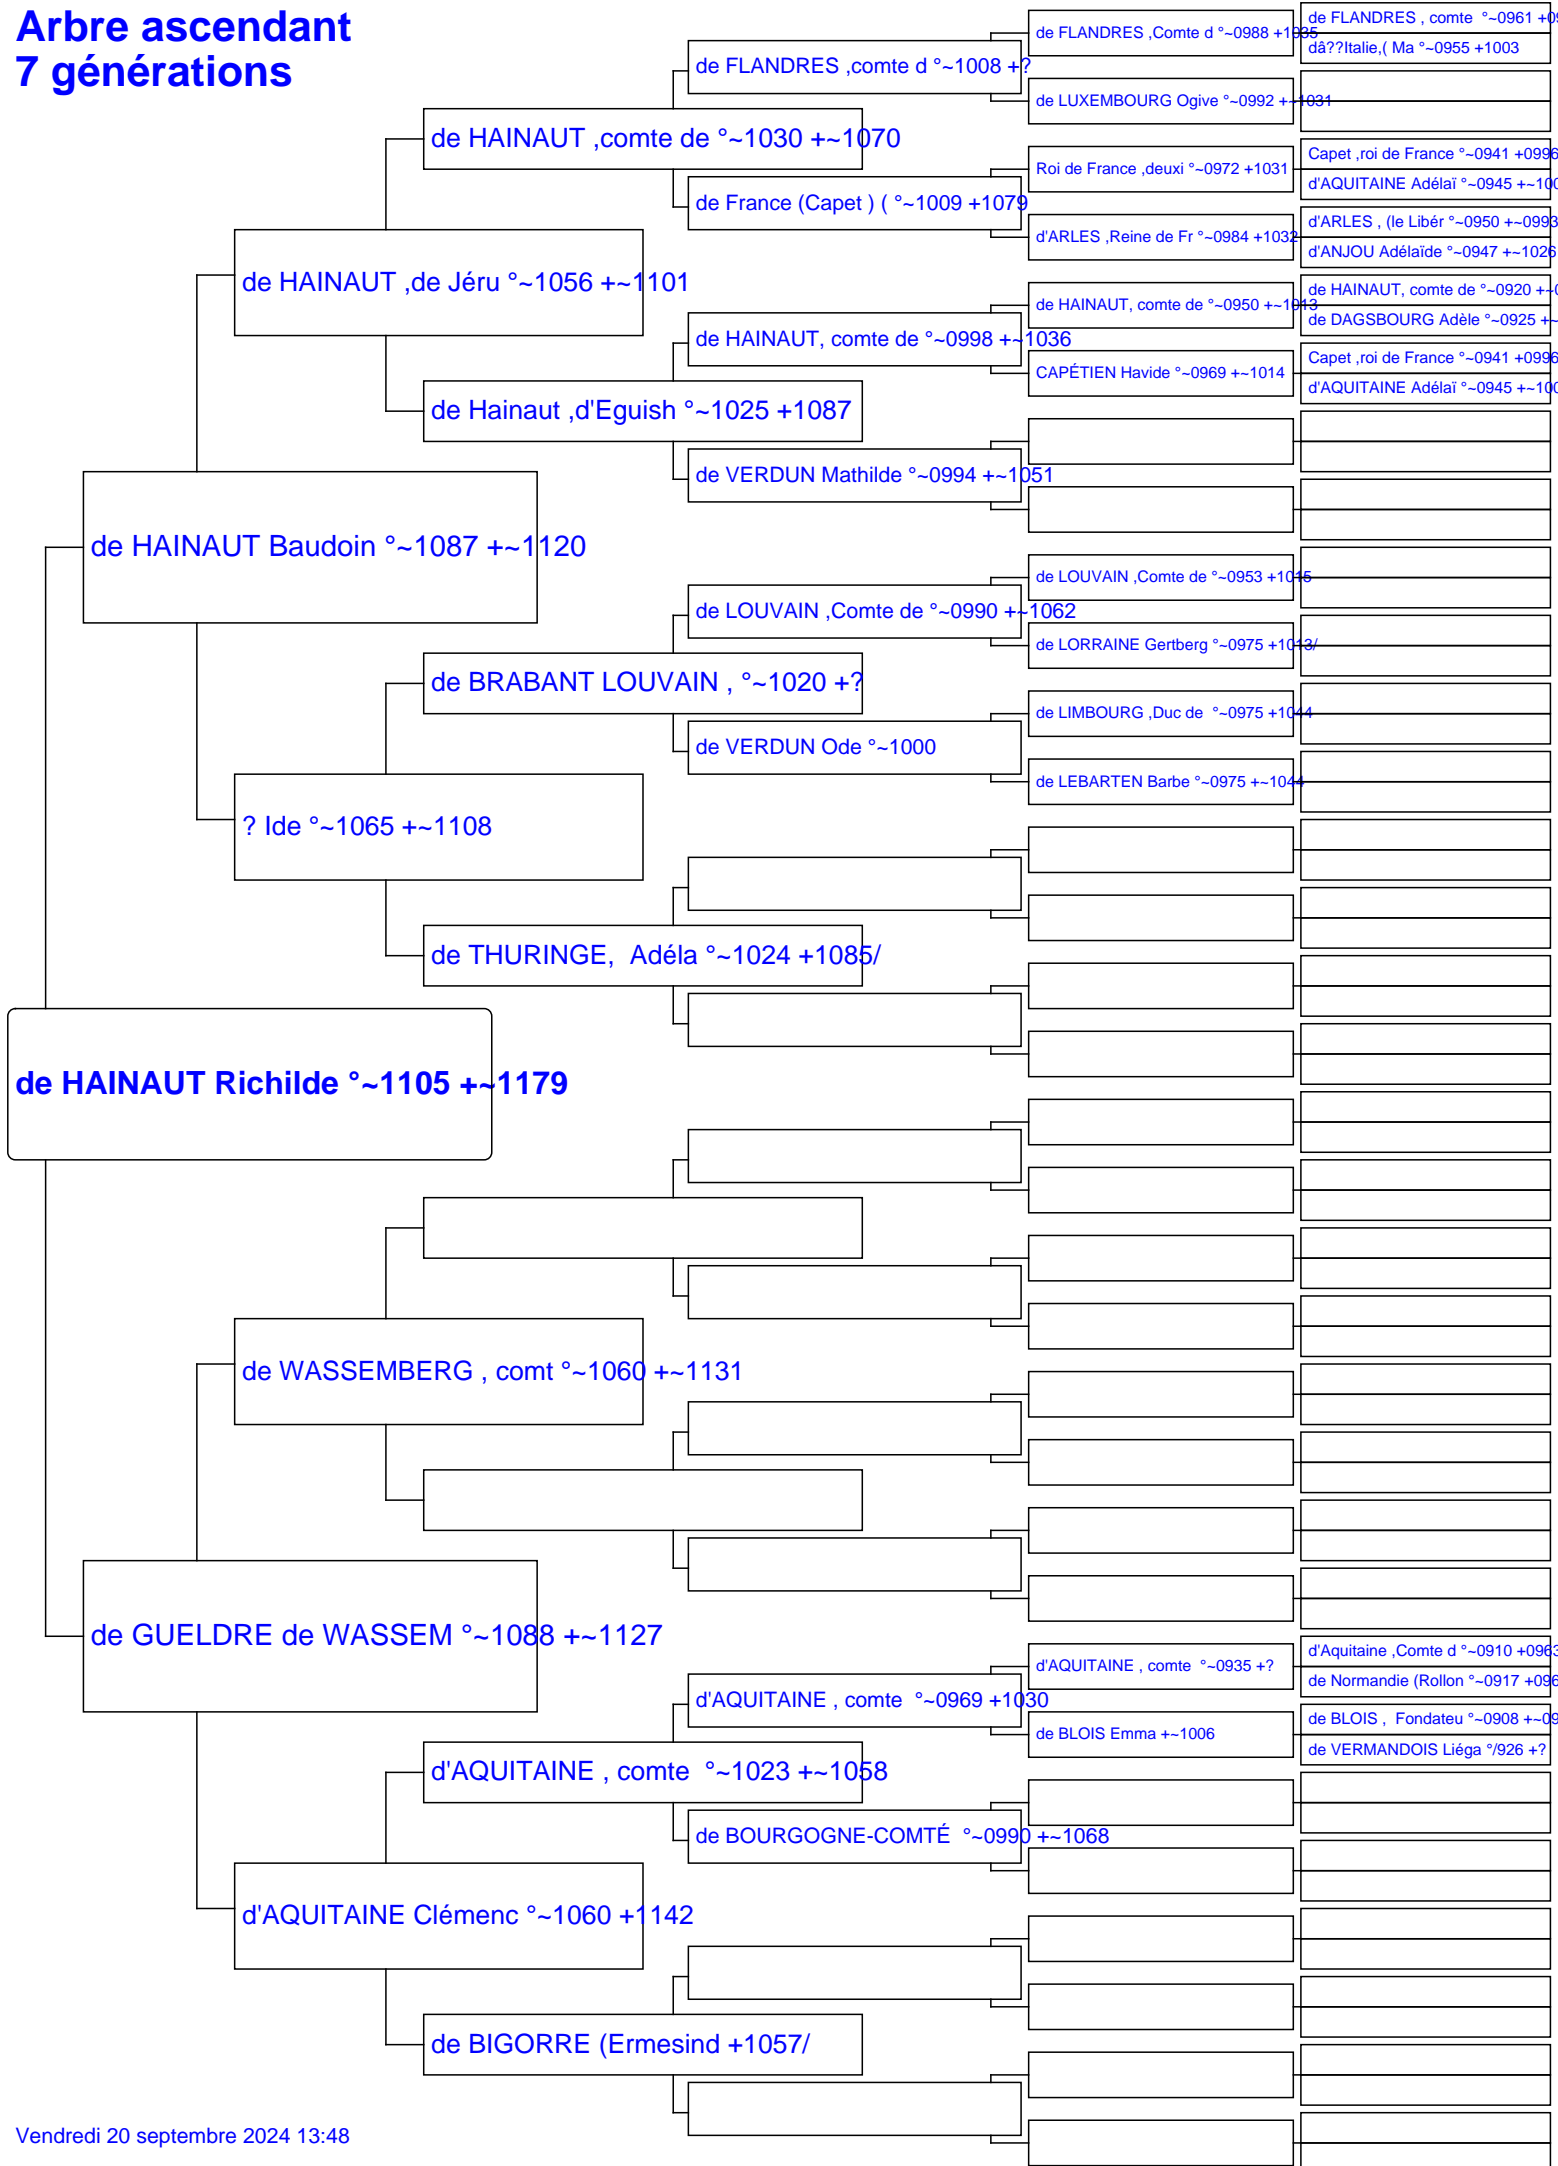 Arbre ascendant
7 générations
de HAINAUT Richilde °~1105 +~1179
de HAINAUT Baudoin °~1087 +~1120
de GUELDRE de WASSEM °~1088 +~1127
de HAINAUT ,de Jéru °~1056 +~1101
? Ide °~1065 +~1108
de WASSEMBERG , comt °~1060 +~1131
d'AQUITAINE Clémenc °~1060 +1142
de HAINAUT ,comte de °~1030 +~1070
de Hainaut ,d'Eguish °~1025 +1087
de BRABANT LOUVAIN , °~1020 +?
de THURINGE, Adéla °~1024 +1085/
d'AQUITAINE , comte °~1023 +~1058
de BIGORRE (Ermesind +1057/
de FLANDRES ,comte d °~1008 +?
de France (Capet ) ( °~1009 +1079
de HAINAUT, comte de °~0998 +~1036
de VERDUN Mathilde °~0994 +~1051
de LOUVAIN ,Comte de °~0990 +~1062
de VERDUN Ode °~1000
d'AQUITAINE , comte °~0969 +1030
de BOURGOGNE-COMTÉ °~0990 +~1068
de FLANDRES ,Comte d °~0988 +1035
de LUXEMBOURG Ogive °~0992 +~1031
Roi de France ,deuxi °~0972 +1031
d'ARLES ,Reine de Fr °~0984 +1032
de HAINAUT, comte de °~0950 +~1013
CAPÉTIEN Havide °~0969 +~1014
de LOUVAIN ,Comte de °~0953 +1015
de LORRAINE Gertberg °~0975 +1013/
de LIMBOURG ,Duc de °~0975 +1044
de LEBARTEN Barbe °~0975 +~1044
d'AQUITAINE , comte °~0935 +?
de BLOIS Emma +~1006
de FLANDRES , comte °~0961 +09
dâ??Italie,( Ma °~0955 +1003
Capet ,roi de France °~0941 +0996
d'AQUITAINE Adélaï °~0945 +~100
d'ARLES , (le Libér °~0950 +~0993
d'ANJOU Adélaïde °~0947 +~1026
de HAINAUT, comte de °~0920 +~0
de DAGSBOURG Adèle °~0925 +~
Capet ,roi de France °~0941 +0996
d'AQUITAINE Adélaï °~0945 +~100
d'Aquitaine ,Comte d °~0910 +0963
de Normandie (Rollon °~0917 +096
de BLOIS , Fondateu °~0908 +~09
de VERMANDOIS Liéga °/926 +?
Vendredi 20 septembre 2024 13:48